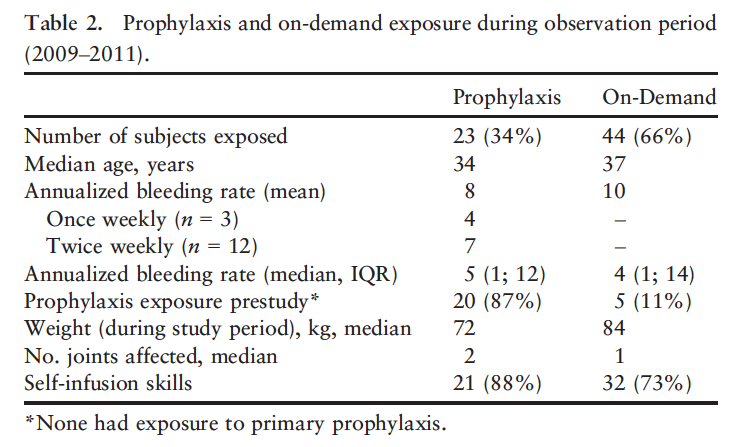 Table 2. Prophylaxis and on-demand exposure during observation period
(2009–2011).
Prophylaxis On-Demand
Number of subjects exposed 23 (34%) 44 (66%)
Median age, years 34 37
Annualized bleeding rate (mean) 8 10
Once weekly (n = 3) 4 –
Twice weekly (n = 12) 7 –
Annualized bleeding rate (median, IQR) 5 (1; 12) 4 (1; 14)
Prophylaxis exposure prestudy* 20 (87%) 5 (11%)
Weight (during study period), kg, median 72 84
No. joints affected, median 2 1
Self-infusion skills 21 (88%) 32 (73%)
*None had exposure to primary prophylaxis.